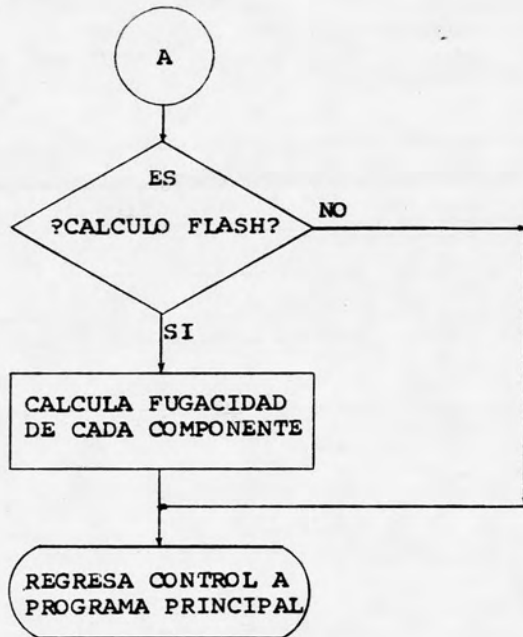 A
ES
?CALCULO FLASH?
NO
SI
CALCULA FUGACIDAD
DE CADA COMPONENTE
REGRESA CONTROL A
PROGRAMA PRINCIPAL